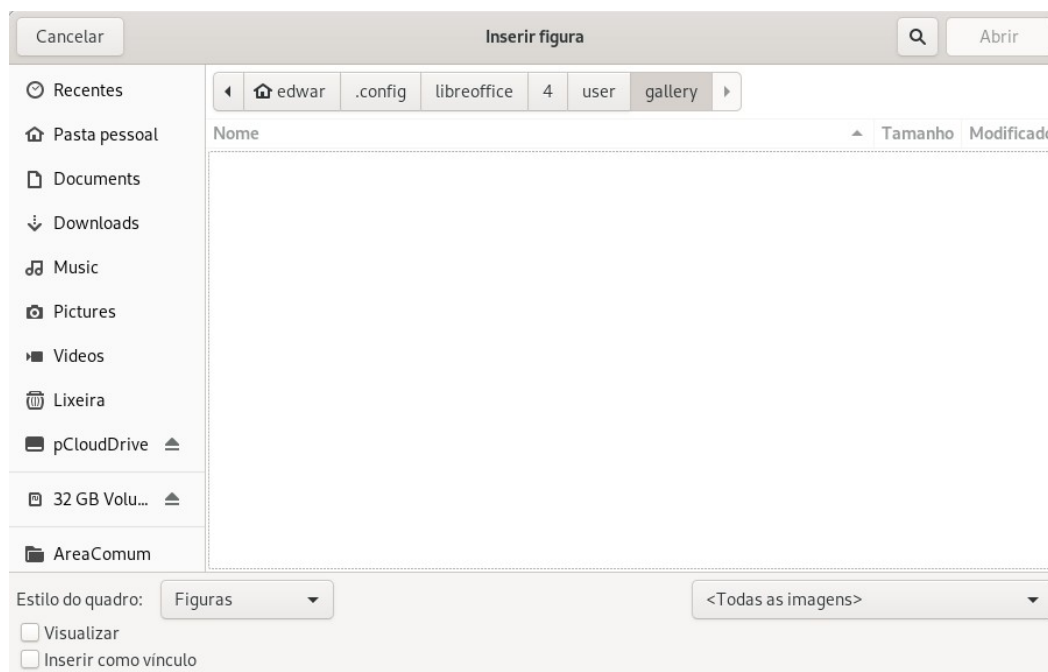 Cancelar Inserir figura Abrir
Recentes
Pasta pessoal
Documents
Downloads
Music
Pictures
Videos
Lixeira
pCloudDrive
32 GB Volu...
AreaComum
edwar .config libreoffice 4 user gallery
Nome Tamanho Modificado
Estilo do quadro: Figuras <Todas as imagens>
Visualizar
Inserir como vínculo